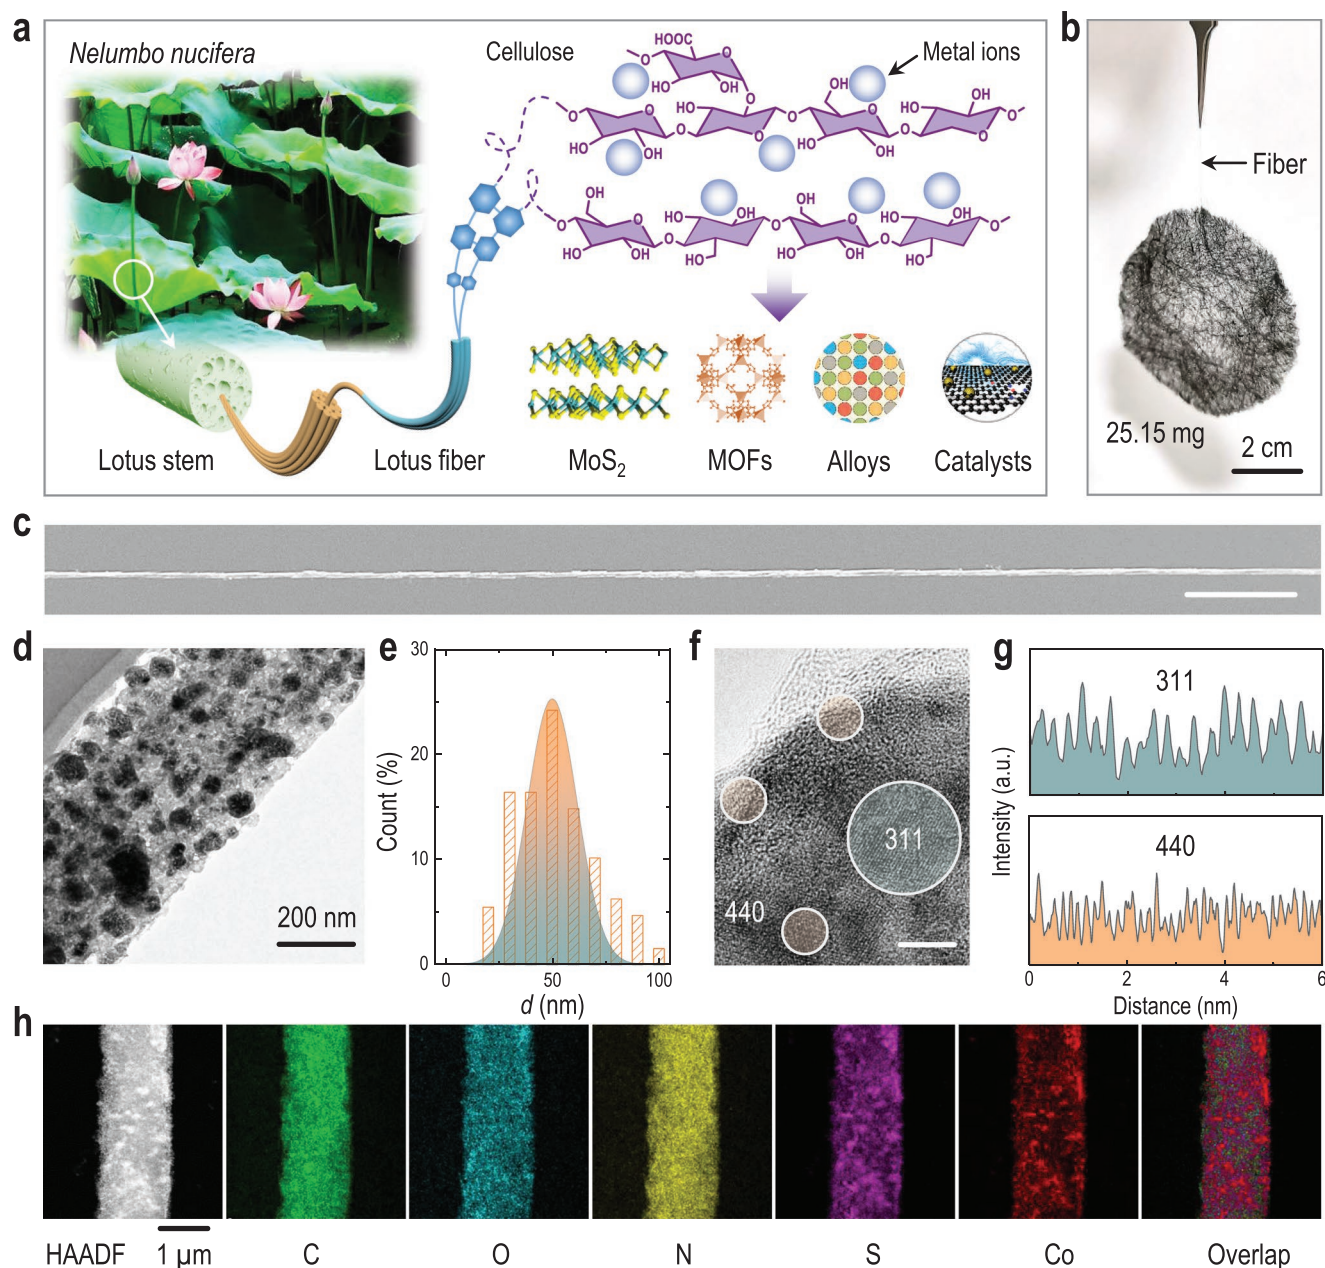 a
Nelumbo nucifera
Cellulose
Metal ions
HOOC
O
O
HO
OH
O
OH
OH
HO
O
O
HO
O
O
HO
O
O
O
HO
OH
O
HO
OH
O
OH
OH
HO
O
O
HO
OH
O
HO
OH
O
OH
HO
O
O
HO
OH
O
HO
OH
HO
Lotus stem
Lotus fiber
MoS2
MOFs
Alloys
Catalysts
b
Fiber
25.15 mg
2 cm
c
d
200 nm
e
30
20
10
0
Count (%)
0
50
100
d (nm)
f
311
440
g
311
440
Intensity (a.u.)
0
2
4
6
Distance (nm)
h
HAADF
1 µm
C
O
N
S
Co
Overlap